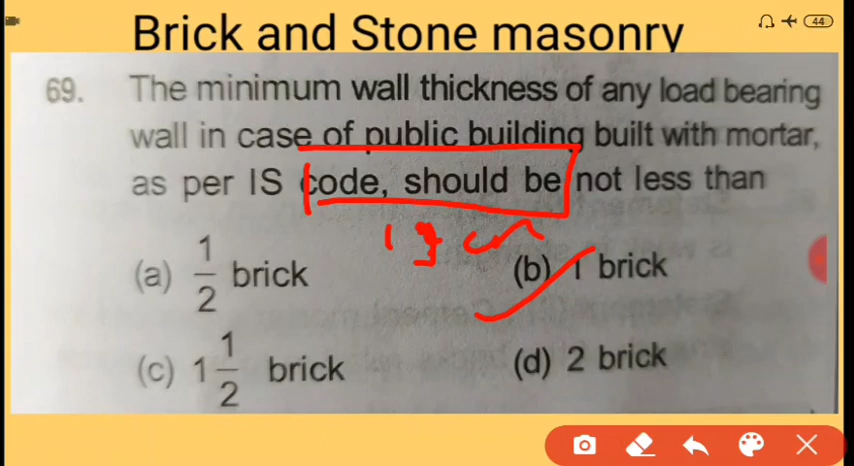 Brick and Stone masonry
44
69. The minimum wall thickness of any load bearing
wall in case of public building built with mortar,
as per IS code, should be not less than
(a) 1/2 brick
(b) 1 brick
(c) 1 1/2 brick
(d) 2 brick